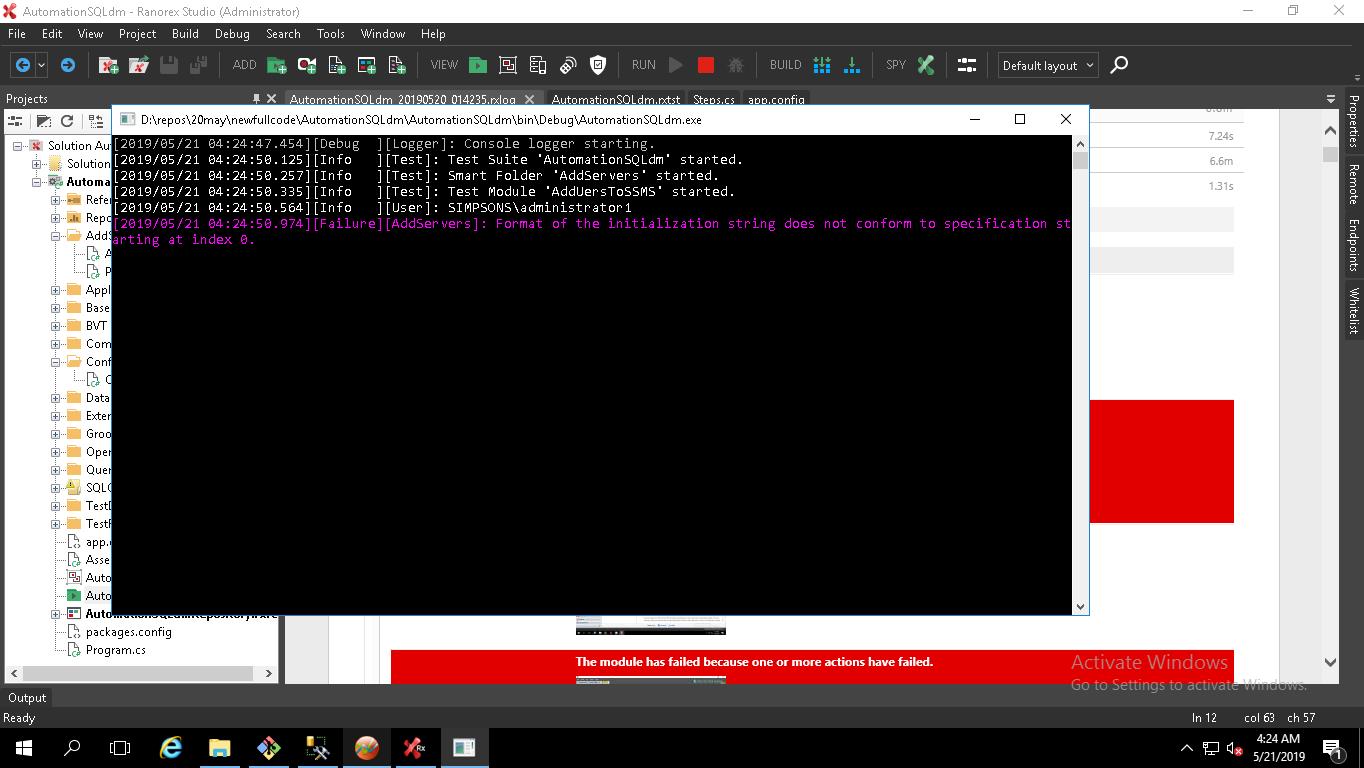 AutomationSQLdm - Ranorex Studio (Administrator)
File Edit View Project Build Debug Search Tools Window Help
ADD VIEW RUN BUILD SPY Default layout
Projects
AutomationSQLdm_20190520_014235.rxlog AutomationSQLdm.rxtst Steps.cs app.config
D:\repos\20may\newfullcode\AutomationSQLdm\AutomationSQLdm\bin\Debug\AutomationSQLdm.exe
[2019/05/21 04:24:47.454][Debug ][Logger]: Console logger starting.
[2019/05/21 04:24:50.125][Info ][Test]: Test Suite 'AutomationSQLdm' started.
[2019/05/21 04:24:50.257][Info ][Test]: Smart Folder 'AddServers' started.
[2019/05/21 04:24:50.335][Info ][Test]: Test Module 'AddUersToSSMS' started.
[2019/05/21 04:24:50.564][Info ][User]: SIMPSONS\administrator1
[2019/05/21 04:24:50.974][Failure][AddServers]: Format of the initialization string does not conform to specification st
arting at index 0.
Solution Au
Solution
Automa
Refer
Repo
AddS
A
P
Appl
Base
BVT
Com
Conf
C
Data
Exter
Groo
Oper
Quer
SQLC
TestD
TestF
app.c
Asse
Auto
Auto
packages.config
Program.cs
7.24s
6.6m
1.31s
Properties
Remote Endpoints
Whitelist
The module has failed because one or more actions have failed.
Activate Windows
Go to Settings to activate Windows.
Output
Ready
ln 12 col 63 ch 57
Rx
4:24 AM
5/21/2019
1